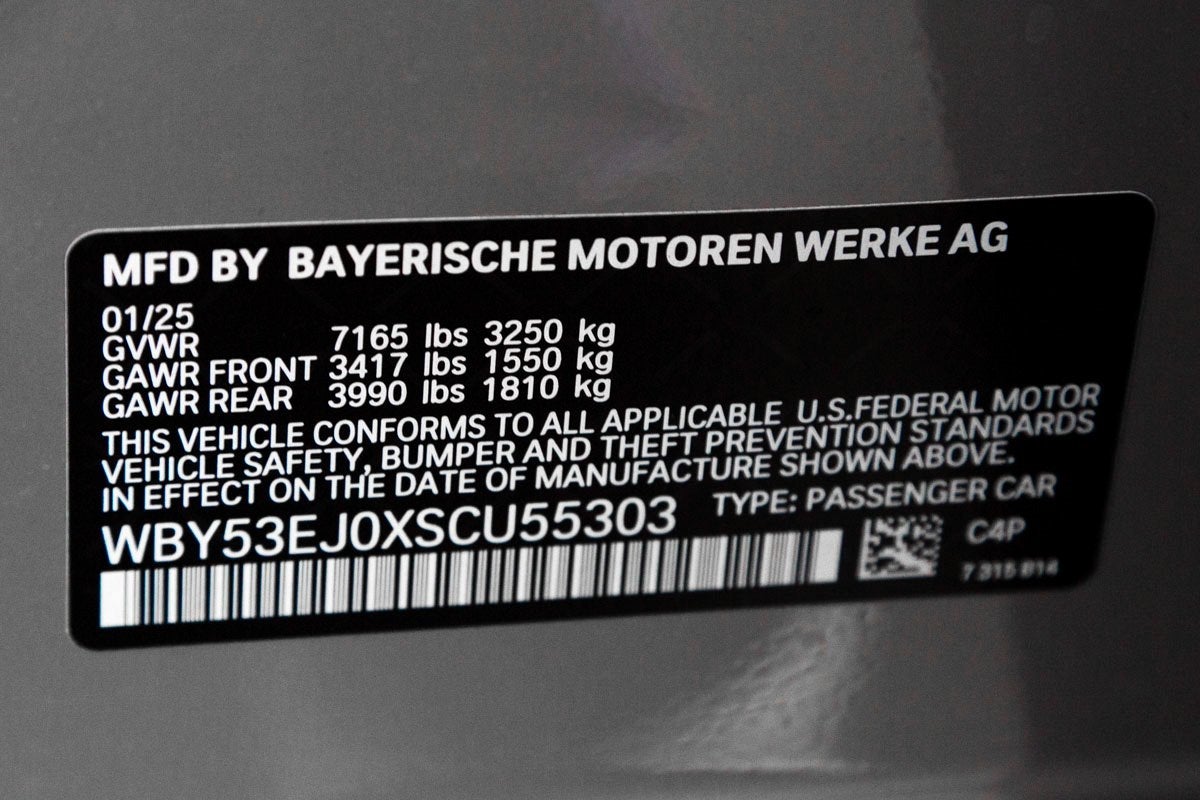 MFD BY BAYERISCHE MOTOREN WERKE AG
01/25
GVWR 7165 lbs 3250 kg
GAWR FRONT 3417 lbs 1550 kg
GAWR REAR 3990 lbs 1810 kg
THIS VEHICLE CONFORMS TO ALL APPLICABLE U.S.FEDERAL MOTOR
VEHICLE SAFETY, BUMPER AND THEFT PREVENTION STANDARDS
IN EFFECT ON THE DATE OF MANUFACTURE SHOWN ABOVE.
WBY53EJ0XSCU55303 TYPE: PASSENGER CAR
C4P
7 315 814